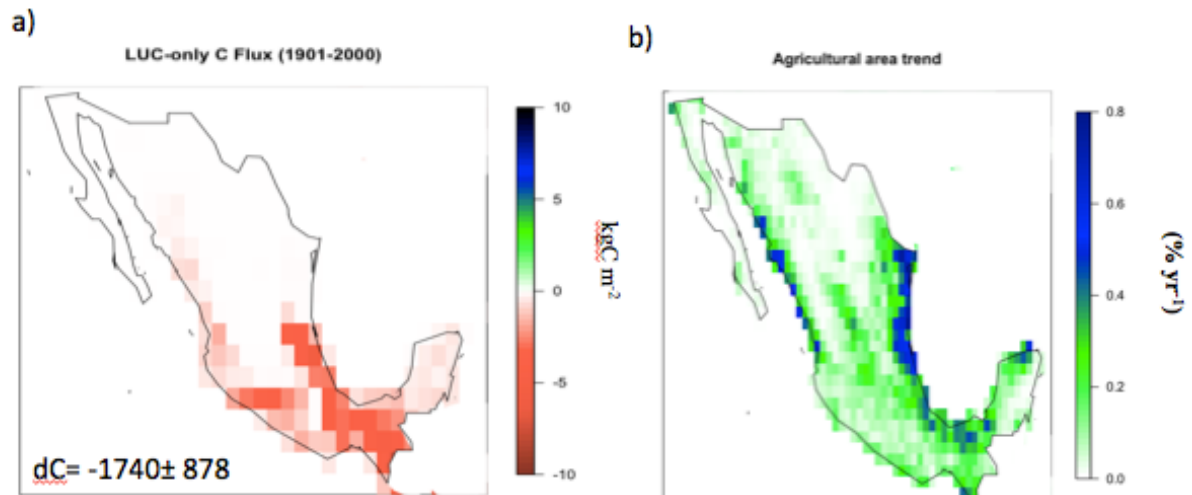 a)
LUC-only C Flux (1901-2000)
10
5
0
-5
-10
kgC m⁻²
dC= -1740± 878
b)
Agricultural area trend
0.8
0.6
0.4
0.2
0.0
(% yr⁻¹)